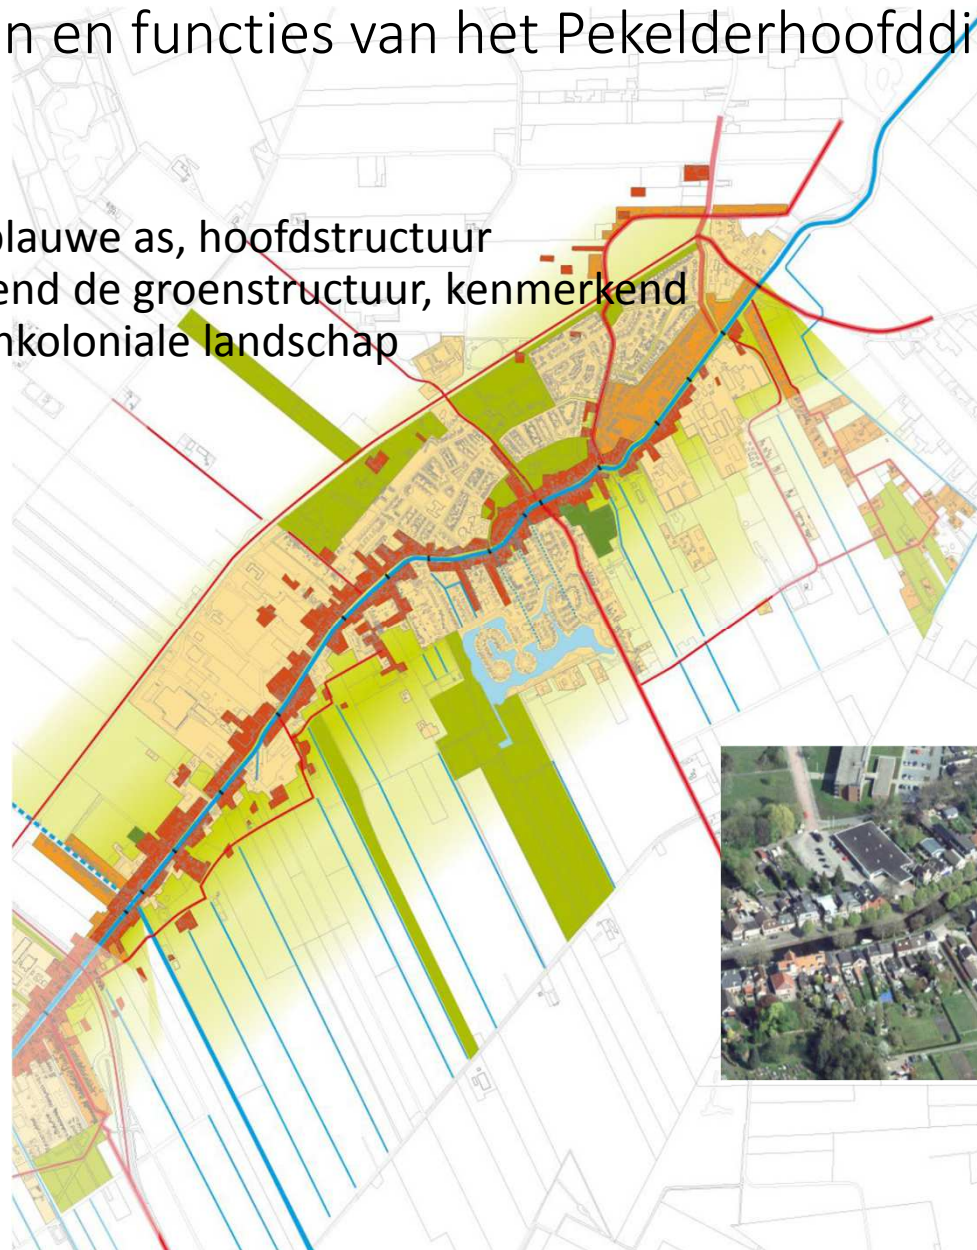 n en functies van het Pekelderhoofddi
blauwe as, hoofdstructuur
end de groenstructuur, kenmerkend
nkoloniale landschap